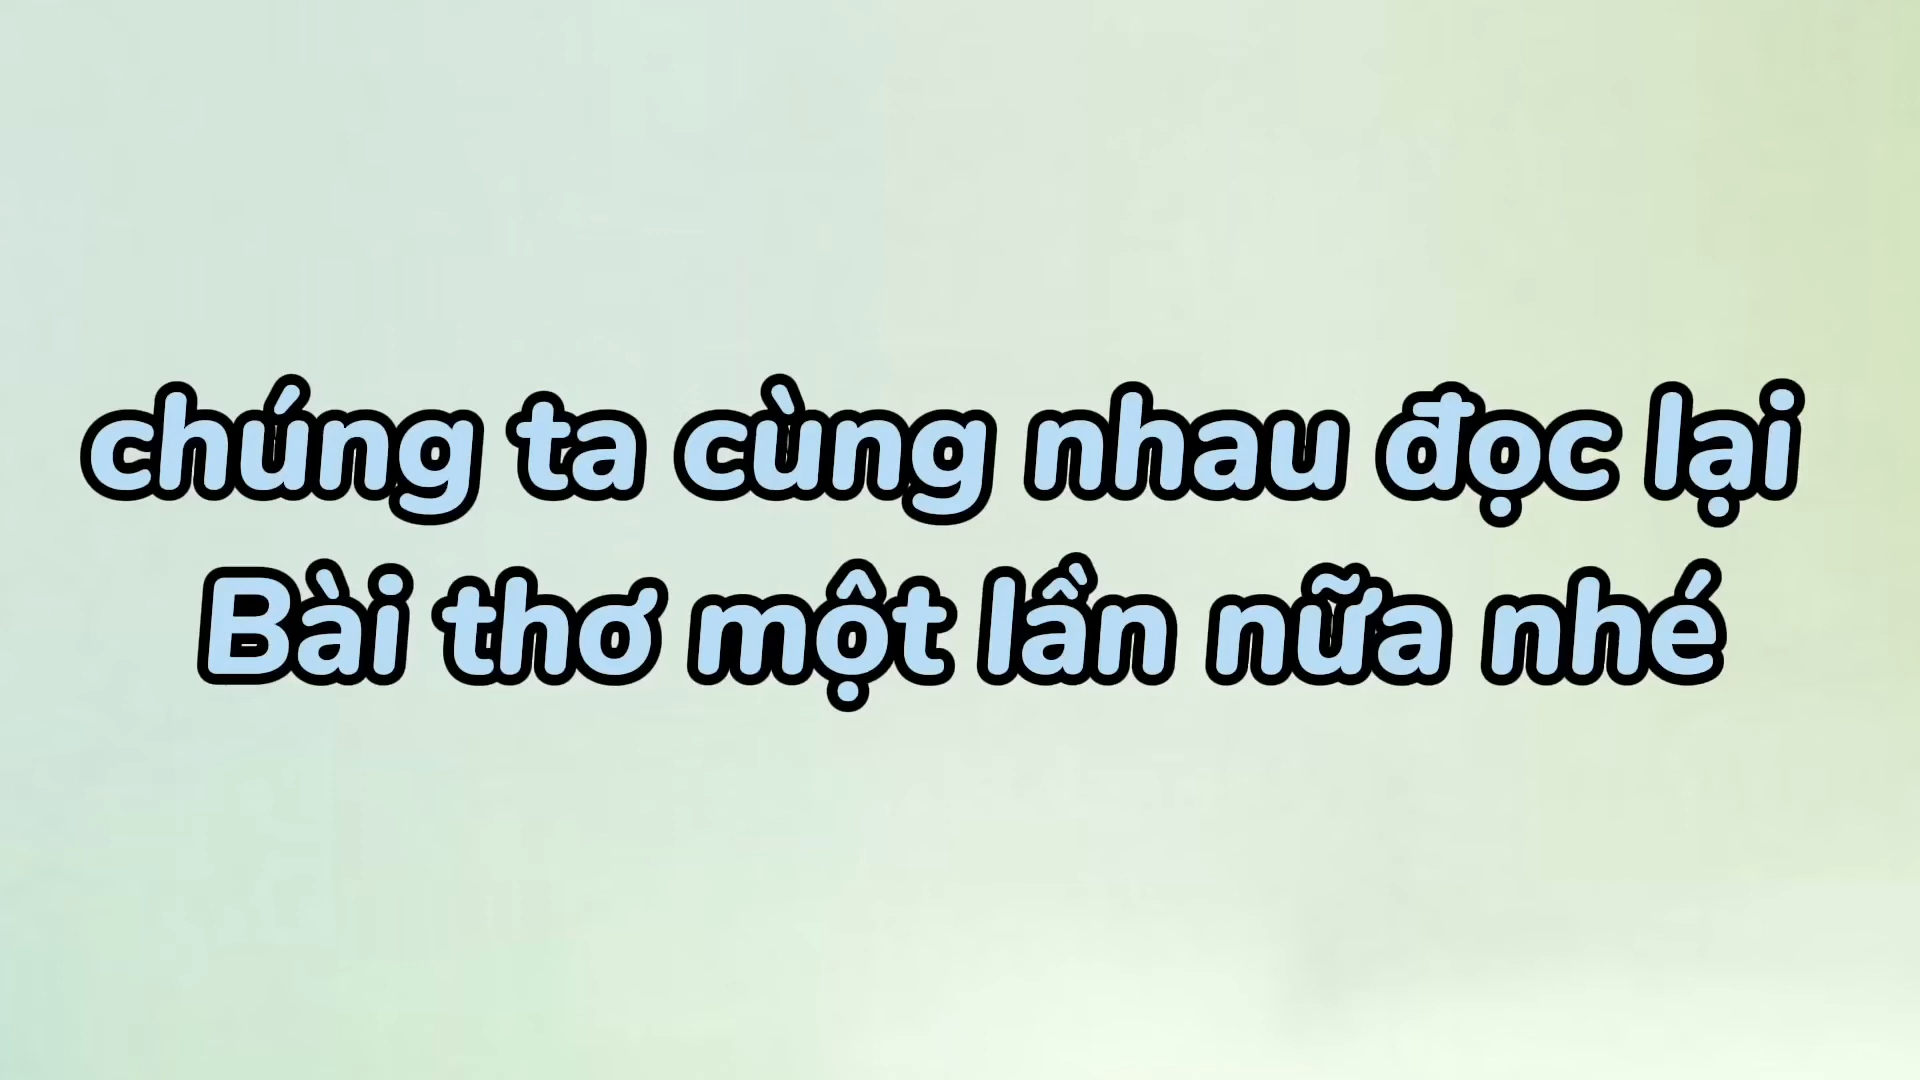 chúng ta cùng nhau đọc lại
Bài thơ một lần nữa nhé